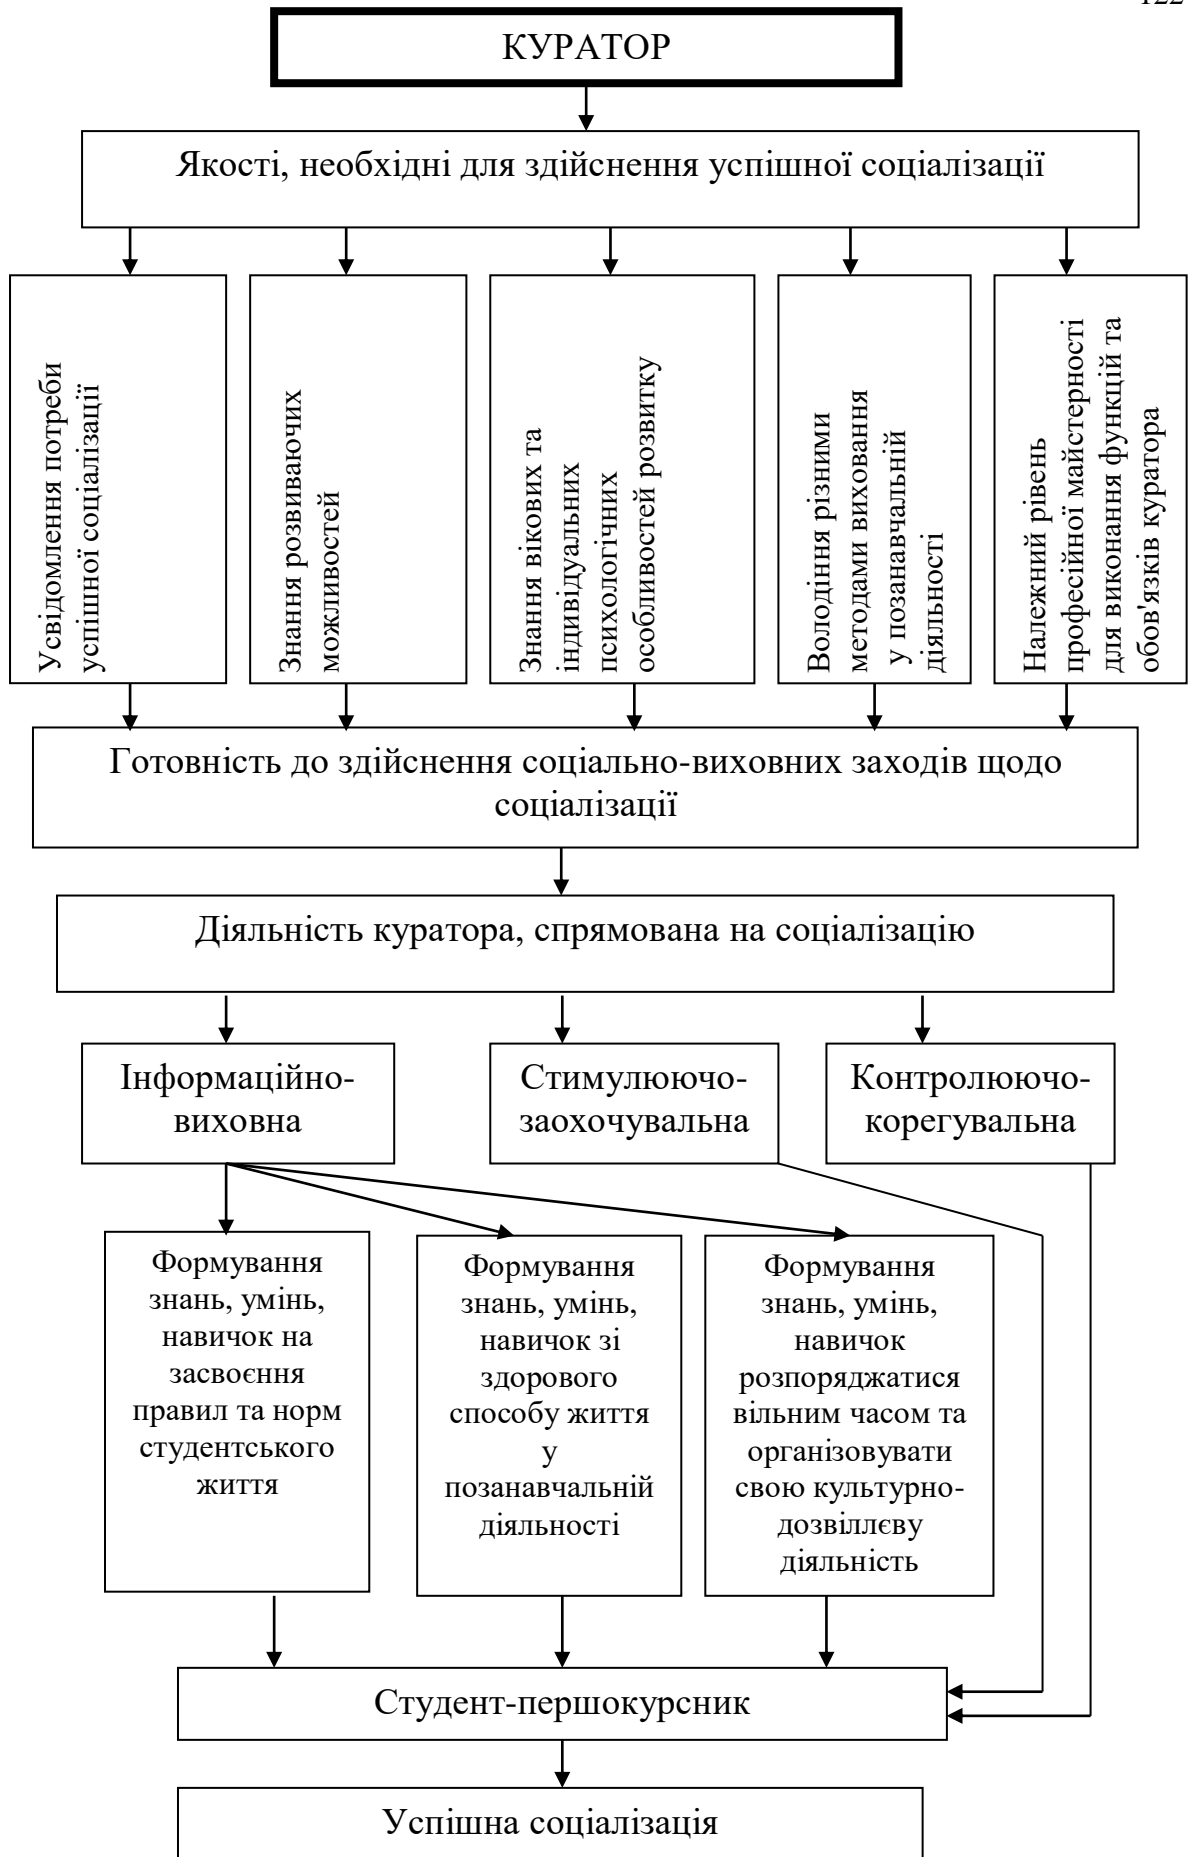 122
КУРАТОР
Якості, необхідні для здійснення успішної соціалізації
Усвідомлення потреби
успішної соціалізації
Знання розвиваючих
можливостей
Знання вікових та
індивідуальних
психологічних
особливостей розвитку
Володіння різними
методами виховання
у позанавчальній
діяльності
Належний рівень
професійної майстерності
для виконання функцій та
обов'язків куратора
Готовність до здійснення соціально-виховних заходів щодо
соціалізації
Діяльність куратора, спрямована на соціалізацію
Інформаційно-
виховна
Стимулюючо-
заохочувальна
Контролюючо-
корегувальна
Формування
знань, умінь,
навичок на
засвоєння
правил та норм
студентського
життя
Формування
знань, умінь,
навичок зі
здорового
способу життя
у
позанавчальній
діяльності
Формування
знань, умінь,
навичок
розпоряджатися
вільним часом та
організовувати
свою культурно-
дозвіллєву
діяльність
Студент-першокурсник
Успішна соціалізація